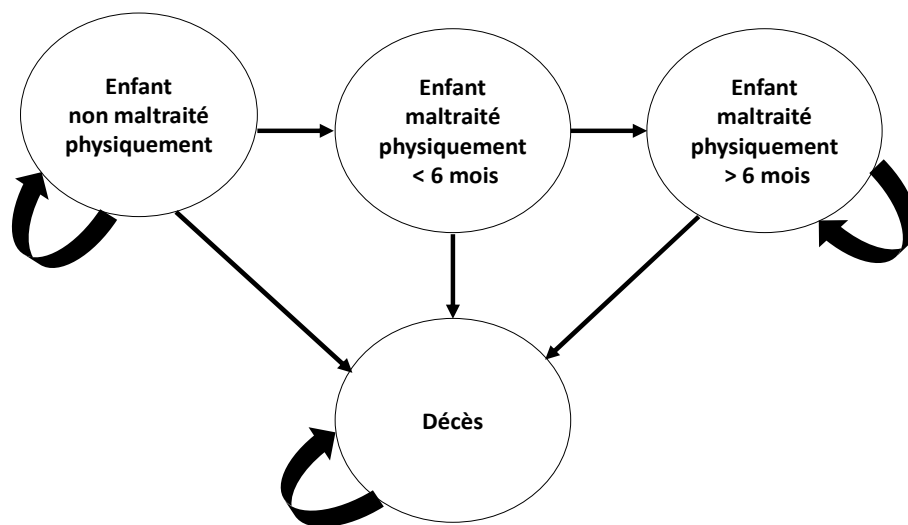 Enfant
non maltraité
physiquement
Enfant
maltraité
physiquement
< 6 mois
Enfant
maltraité
physiquement
> 6 mois
Décès